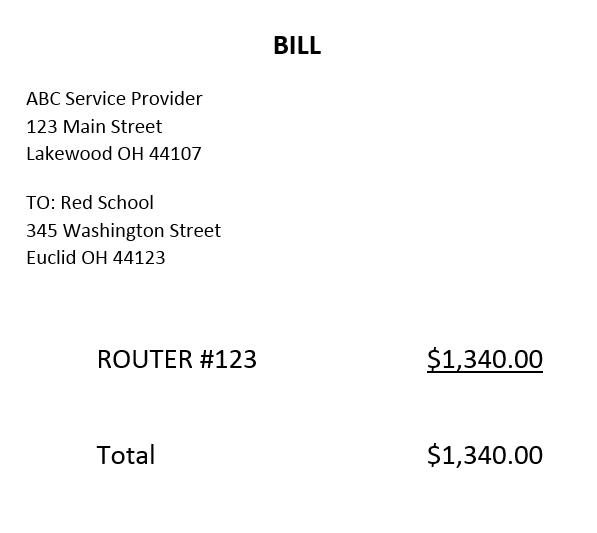 BILL
ABC Service Provider
123 Main Street
Lakewood OH 44107
TO: Red School
345 Washington Street
Euclid OH 44123
ROUTER #123 $1,340.00
Total $1,340.00